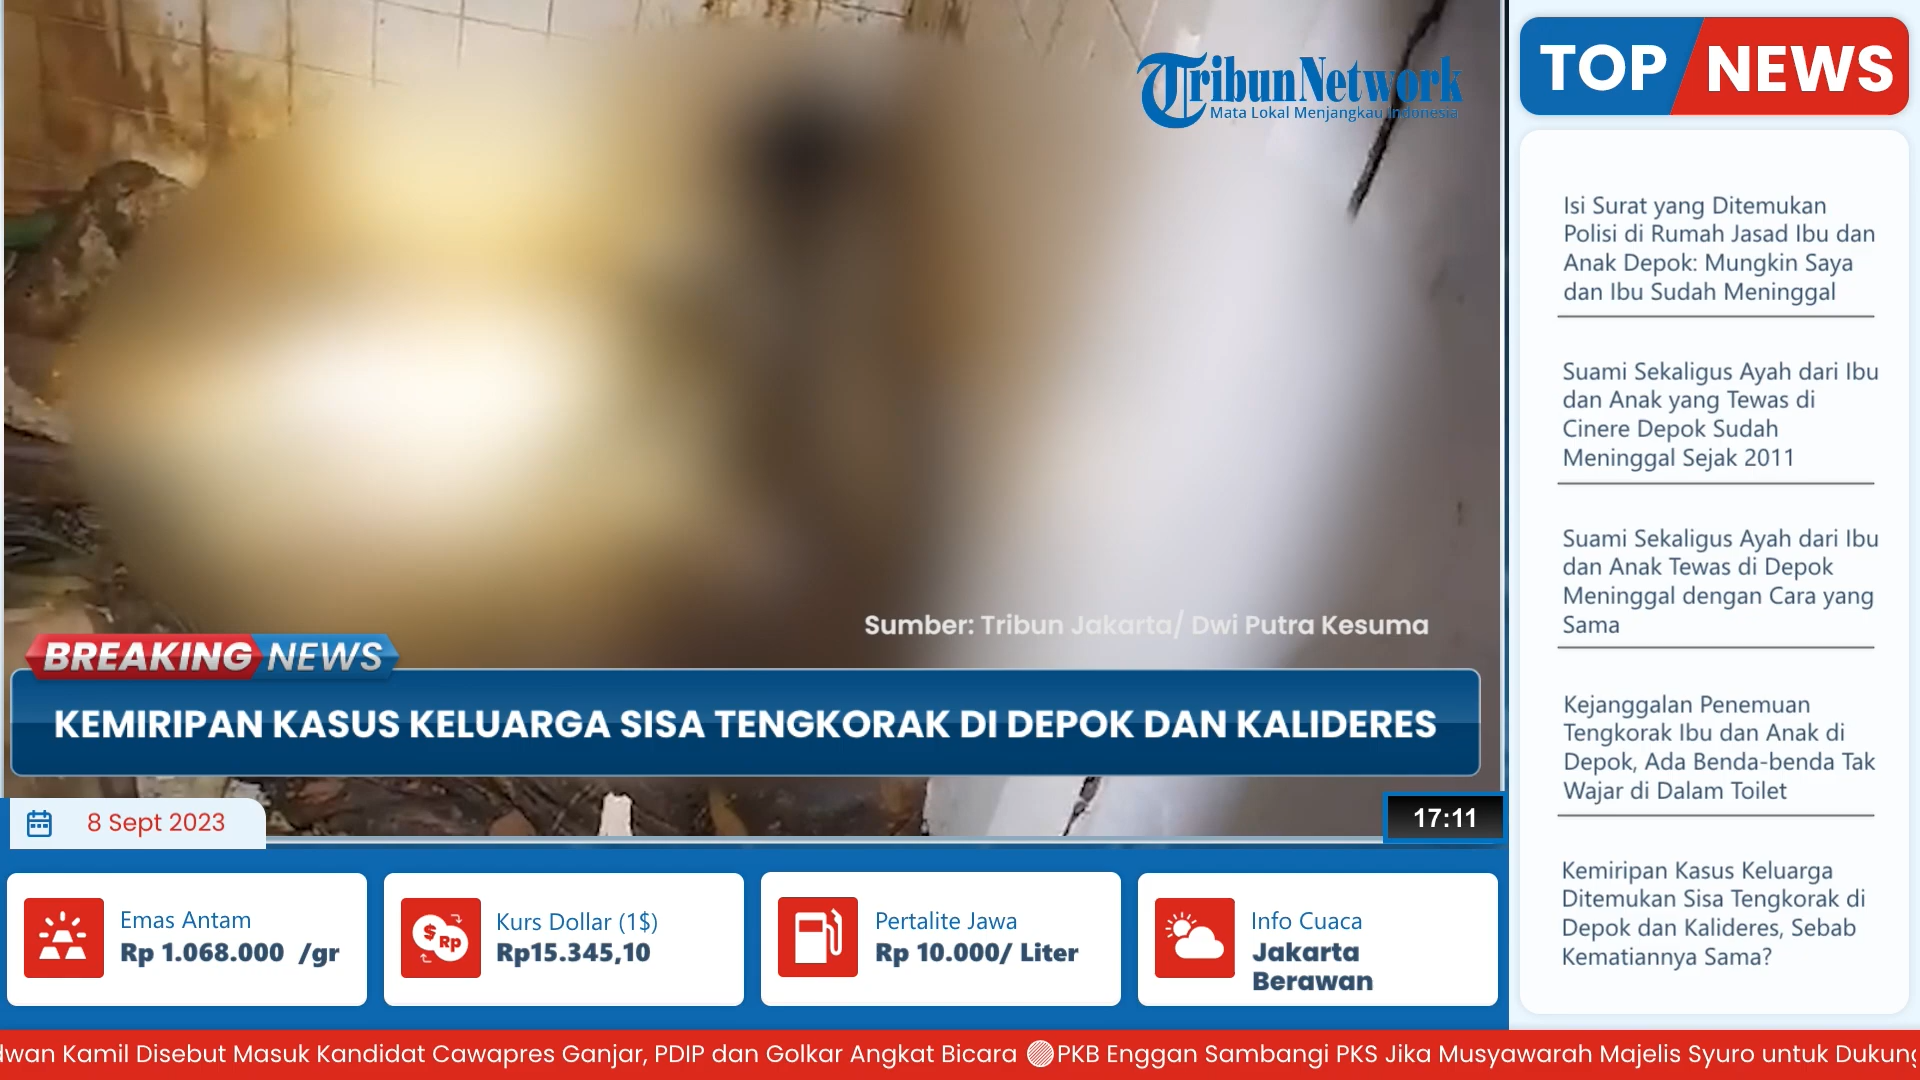 TribunNetwork
Mata Lokal Menjangkau Indonesia
Sumber: Tribun Jakarta/ Dwi Putra Kesuma
BREAKING NEWS
KEMIRIPAN KASUS KELUARGA SISA TENGKORAK DI DEPOK DAN KALIDERES
8 Sept 2023
17:11
Emas Antam
Rp 1.068.000 /gr
Kurs Dollar (1$)
Rp15.345,10
Pertalite Jawa
Rp 10.000/ Liter
Info Cuaca
Jakarta
Berawan
TOP NEWS
Isi Surat yang Ditemukan
Polisi di Rumah Jasad Ibu dan
Anak Depok: Mungkin Saya
dan Ibu Sudah Meninggal
Suami Sekaligus Ayah dari Ibu
dan Anak yang Tewas di
Cinere Depok Sudah
Meninggal Sejak 2011
Suami Sekaligus Ayah dari Ibu
dan Anak Tewas di Depok
Meninggal dengan Cara yang
Sama
Kejanggalan Penemuan
Tengkorak Ibu dan Anak di
Depok, Ada Benda-benda Tak
Wajar di Dalam Toilet
Kemiripan Kasus Keluarga
Ditemukan Sisa Tengkorak di
Depok dan Kalideres, Sebab
Kematiannya Sama?
Kamil Disebut Masuk Kandidat Cawapres Ganjar, PDIP dan Golkar Angkat Bicara PKB Enggan Sambangi PKS Jika Musyawarah Majelis Syuro untuk